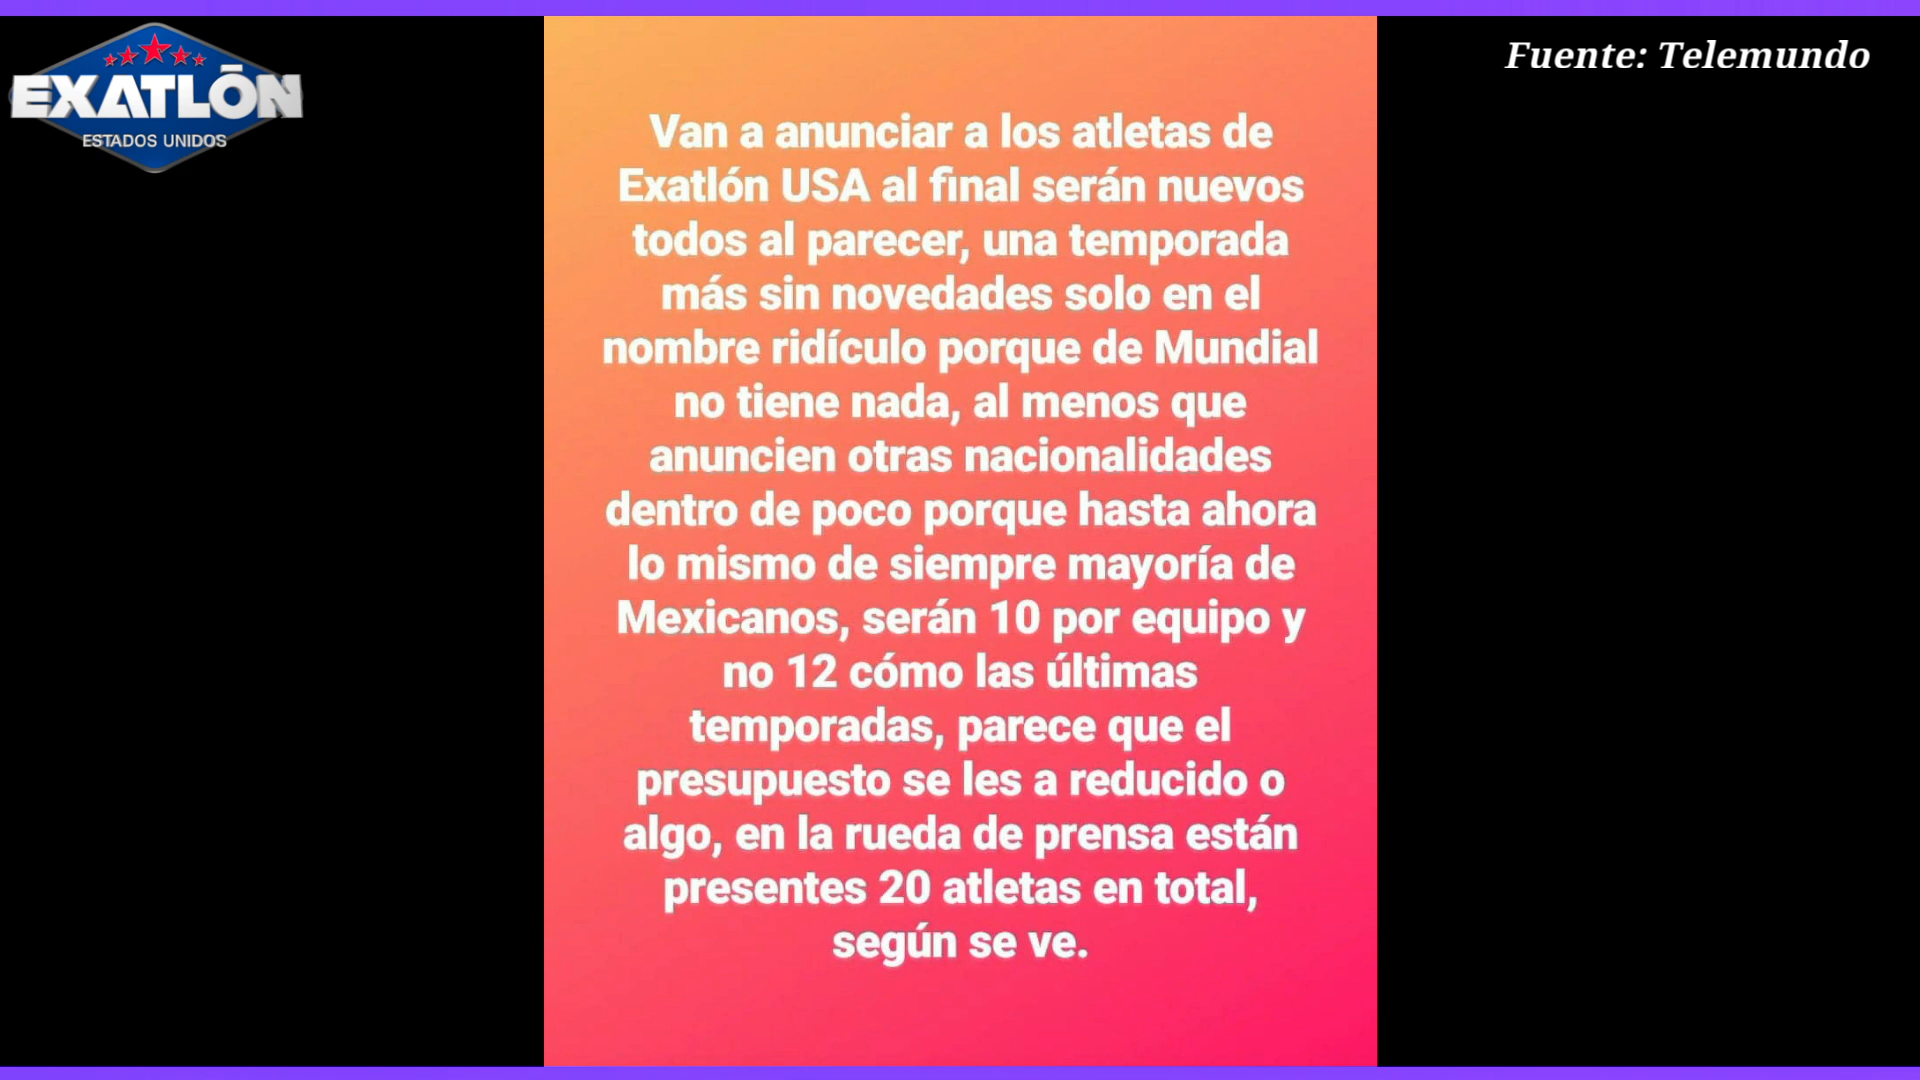 EXATLÓN
ESTADOS UNIDOS
Fuente: Telemundo
Van a anunciar a los atletas de
Exatlón USA al final serán nuevos
todos al parecer, una temporada
más sin novedades solo en el
nombre ridículo porque de Mundial
no tiene nada, al menos que
anuncien otras nacionalidades
dentro de poco porque hasta ahora
lo mismo de siempre mayoría de
Mexicanos, serán 10 por equipo y
no 12 cómo las últimas
temporadas, parece que el
presupuesto se les a reducido o
algo, en la rueda de prensa están
presentes 20 atletas en total,
según se ve.